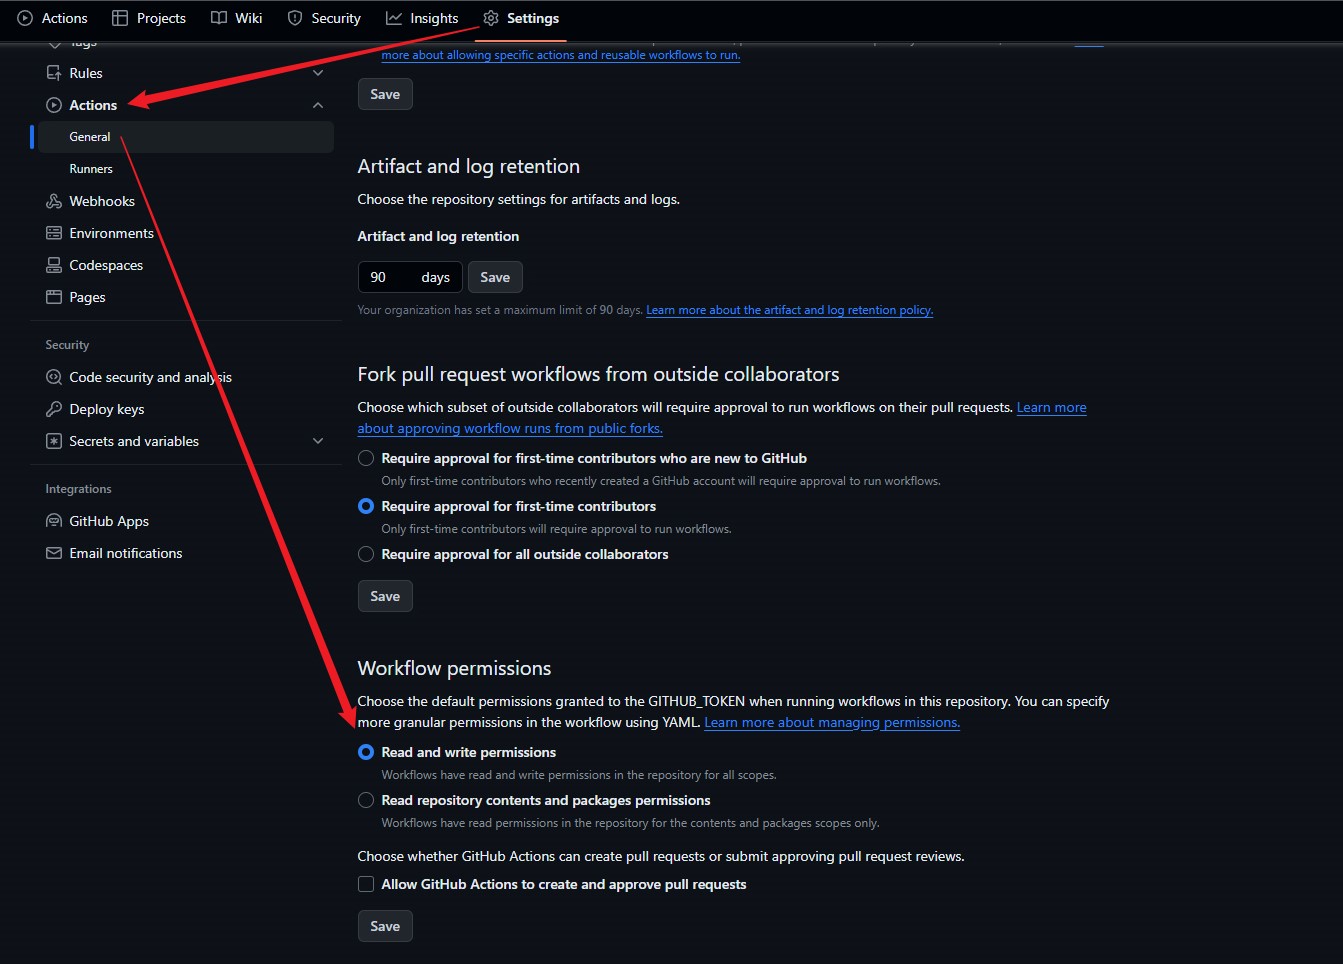 Actions
Projects
Wiki
Security
Insights
Settings
Tags
Rules
Actions
General
Runners
Webhooks
Environments
Codespaces
Pages
Security
Code security and analysis
Deploy keys
Secrets and variables
Integrations
GitHub Apps
Email notifications
more about allowing specific actions and reusable workflows to run.
Save
Artifact and log retention
Choose the repository settings for artifacts and logs.
Artifact and log retention
90 days Save
Your organization has set a maximum limit of 90 days. Learn more about the artifact and log retention policy.
Fork pull request workflows from outside collaborators
Choose which subset of outside collaborators will require approval to run workflows on their pull requests. Learn more
about approving workflow runs from public forks.
Require approval for first-time contributors who are new to GitHub
Only first-time contributors who recently created a GitHub account will require approval to run workflows.
Require approval for first-time contributors
Only first-time contributors will require approval to run workflows.
Require approval for all outside collaborators
Save
Workflow permissions
Choose the default permissions granted to the GITHUB_TOKEN when running workflows in this repository. You can specify
more granular permissions in the workflow using YAML. Learn more about managing permissions.
Read and write permissions
Workflows have read and write permissions in the repository for all scopes.
Read repository contents and packages permissions
Workflows have read permissions in the repository for the contents and packages scopes only.
Choose whether GitHub Actions can create pull requests or submit approving pull request reviews.
Allow GitHub Actions to create and approve pull requests
Save